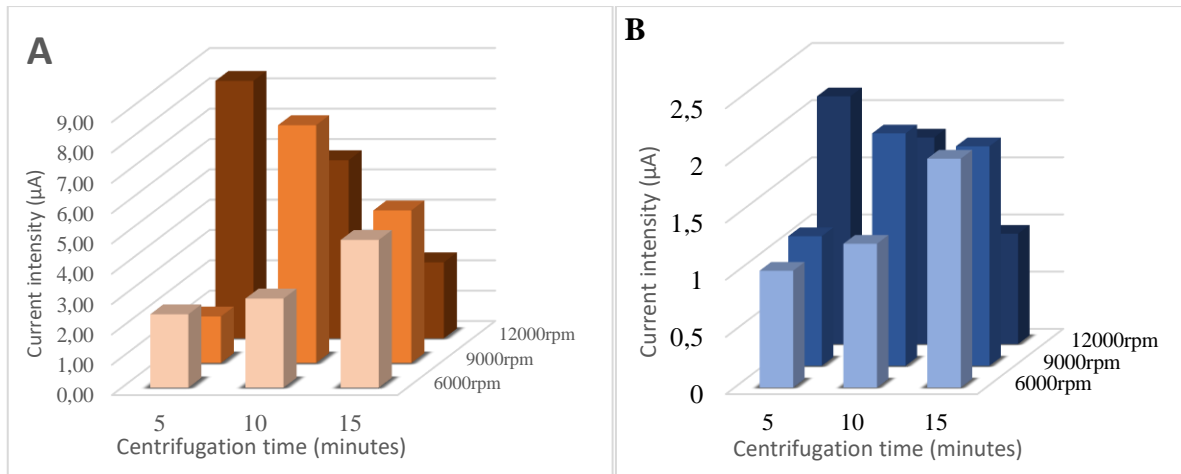 A
Current intensity (µA)
9,00
8,00
7,00
6,00
5,00
4,00
3,00
2,00
1,00
0,00
5
10
15
12000rpm
9000rpm
6000rpm
Centrifugation time (minutes)
B
Current intensity (µA)
2,5
2
1,5
1
0,5
0
5
10
15
12000rpm
9000rpm
6000rpm
Centrifugation time (minutes)